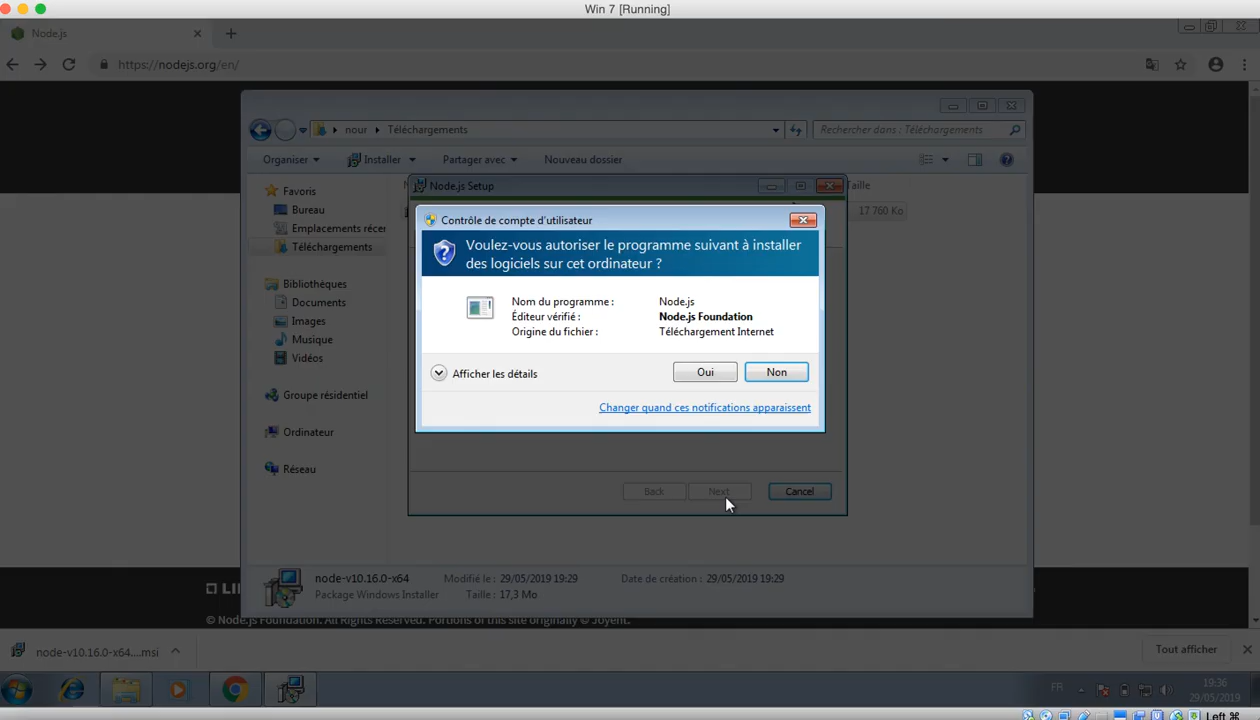 Win 7 [Running]
Node.js
https://nodejs.org/en/
nour
Téléchargements
Rechercher dans : Téléchargements
Organiser
Installer
Partager avec
Nouveau dossier
Favoris
Bureau
Emplacements récer
Téléchargements
Bibliothèques
Documents
Images
Musique
Vidéos
Groupe résidentiel
Ordinateur
Réseau
Taille
17 760 Ko
Node.js Setup
Contrôle de compte d'utilisateur
Voulez-vous autoriser le programme suivant à installer
des logiciels sur cet ordinateur ?
Nom du programme : Node.js
Éditeur vérifié : Node.js Foundation
Origine du fichier : Téléchargement Internet
Afficher les détails
Oui
Non
Changer quand ces notifications apparaissent
Back
Next
Cancel
node-v10.16.0-x64 Modifié le : 29/05/2019 19:29 Date de création : 29/05/2019 19:29
Package Windows Installer Taille : 17,3 Mo
© Node.js Foundation. All Rights Reserved. Portions of this site originally © Joyent.
node-v10.16.0-x64....msi
Tout afficher
FR
19:36
29/05/2019
Left ⌘